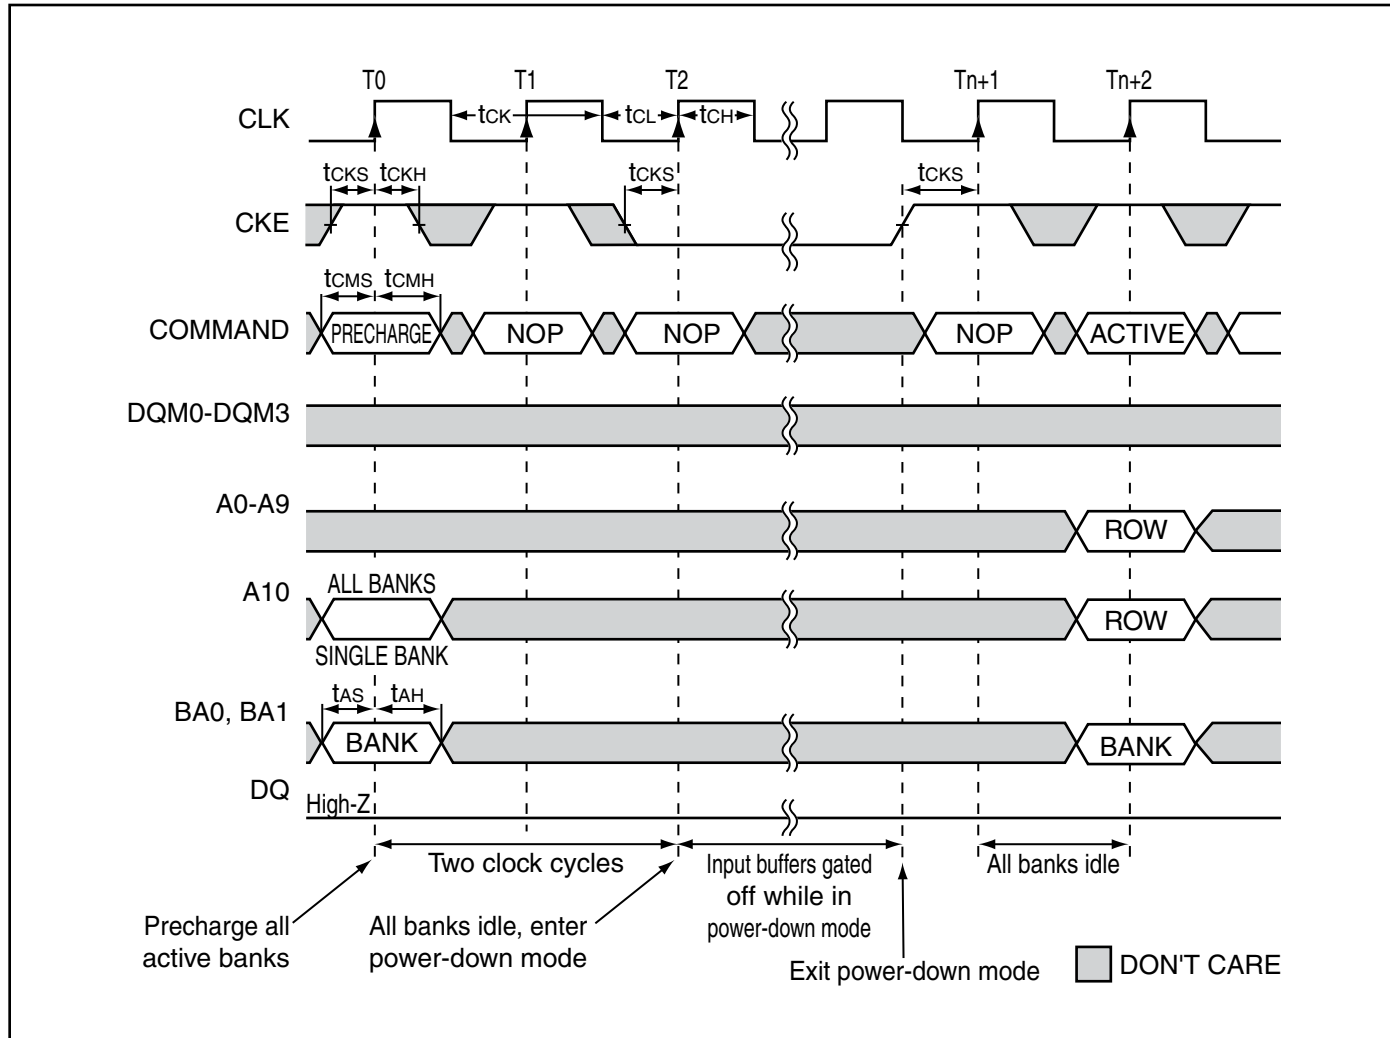 T0 T1 T2 Tn+1 Tn+2
CLK tCK tCL tCH
tCKS tCKH tCKS tCKS
CKE
tCMS tCMH
COMMAND PRECHARGE NOP NOP NOP ACTIVE
DQM0-DQM3
A0-A9 ROW
A10 ALL BANKS ROW
SINGLE BANK
tAS tAH
BA0, BA1 BANK BANK
DQ High-Z
Two clock cycles
Input buffers gated
off while in
power-down mode
All banks idle
Precharge all
active banks
All banks idle, enter
power-down mode
Exit power-down mode
DON'T CARE